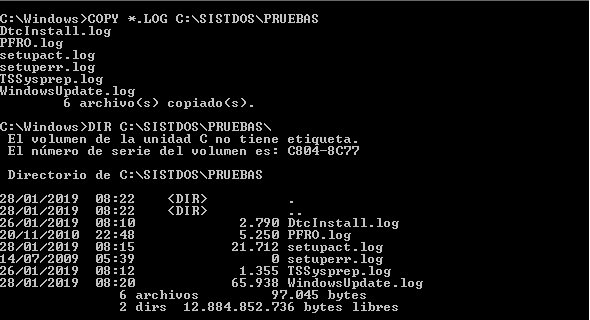 C:\Windows>COPY *.LOG C:\SISTDOS\PRUEBAS
DtcInstall.log
PFRO.log
setupact.log
setuperr.log
TSSysprep.log
WindowsUpdate.log
        6 archivo(s) copiado(s).
C:\Windows>DIR C:\SISTDOS\PRUEBAS\
 El volumen de la unidad C no tiene etiqueta.
 El número de serie del volumen es: C804-8C77
 Directorio de C:\SISTDOS\PRUEBAS
28/01/2019  08:22    <DIR>          .
28/01/2019  08:22    <DIR>          ..
26/01/2019  08:10             2.790 DtcInstall.log
20/11/2010  22:48             5.250 PFRO.log
28/01/2019  08:15            21.712 setupact.log
14/07/2009  05:39                 0 setuperr.log
26/01/2019  08:12             1.355 TSSysprep.log
28/01/2019  08:20            65.938 WindowsUpdate.log
               6 archivos         97.045 bytes
               2 dirs  12.884.852.736 bytes libres